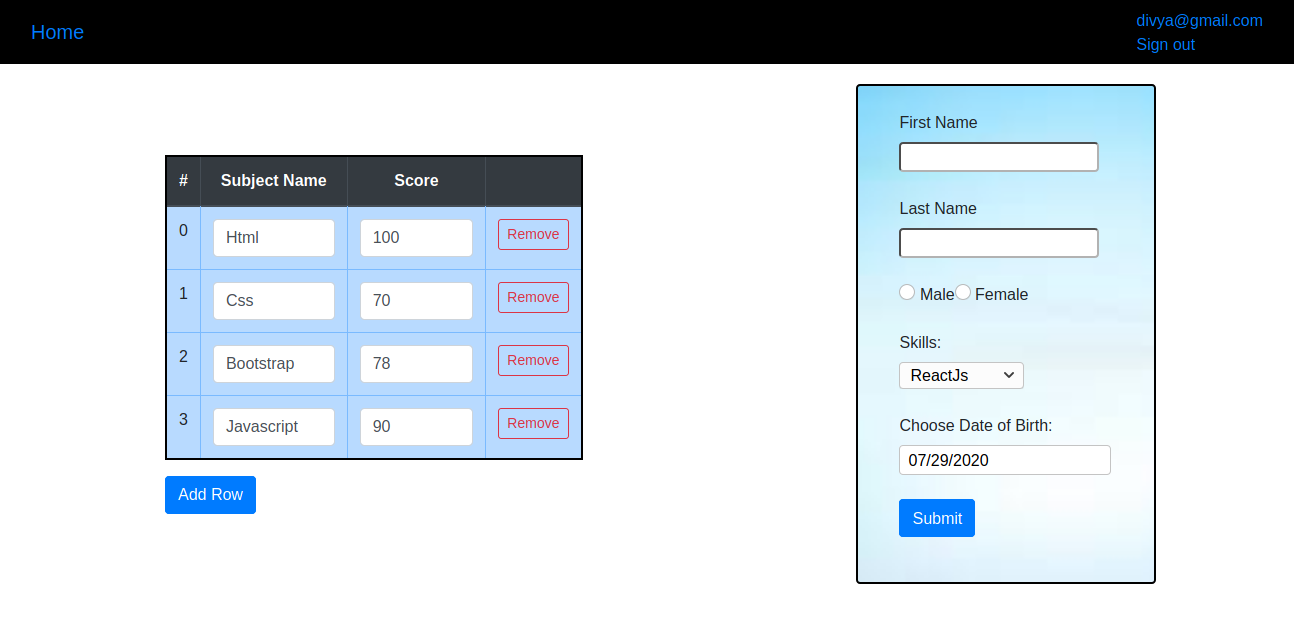 Home
divya@gmail.com
Sign out
# Subject Name Score
0 Html 100 Remove
1 Css 70 Remove
2 Bootstrap 78 Remove
3 Javascript 90 Remove
Add Row
First Name
Last Name
Male Female
Skills:
ReactJs
Choose Date of Birth:
07/29/2020
Submit